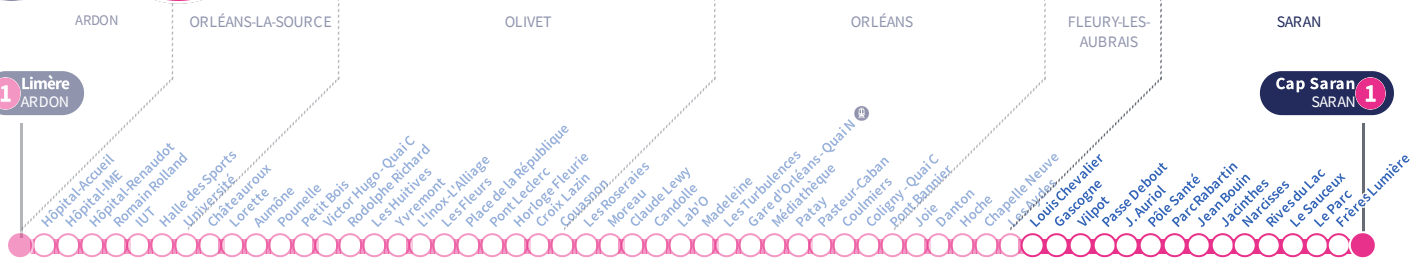 ARDON
ORLÉANS-LA-SOURCE
OLIVET
ORLÉANS
FLEURY-LES-
AUBRAIS
SARAN
1 Limère
ARDON
Cap Saran 1
SARAN
Hôpital-Accueil
Hôpital-IME
Hôpital-Renaudot
Romain Rolland
IUT
Halle des Sports
Université
Châteauroux
Lorette
Aumône
Pounelle
Petit Bois
Victor Hugo - Quai C
Rodolphe Richard
Les Huitives
Yvremont
L'Inox - L'Alliage
Les Fleurs
Place de la République
Pont Leclerc
Horloge Fleurie
Croix Lazin
Couasnon
Les Roseraies
Moreau
Claude Lewy
Candolle
Lab'O
Madeleine
Les Turbulences
Gare d'Orléans - Quai N
Médiathèque
Patay
Pasteur-Caban
Coulmiers
Coligny - Quai C
Pont Bannier
Joie
Danton
Hoche
Chapelle Neuve
Les Aydes
Louis Chevalier
Gascogne
Vilpot
Passe Debout
J. Auriol
Pôle Santé
Parc Rabartin
Jean Bouin
Jacinthes
Narcisses
Rives du Lac
Le Sauceux
Le Parc
Frères Lumière